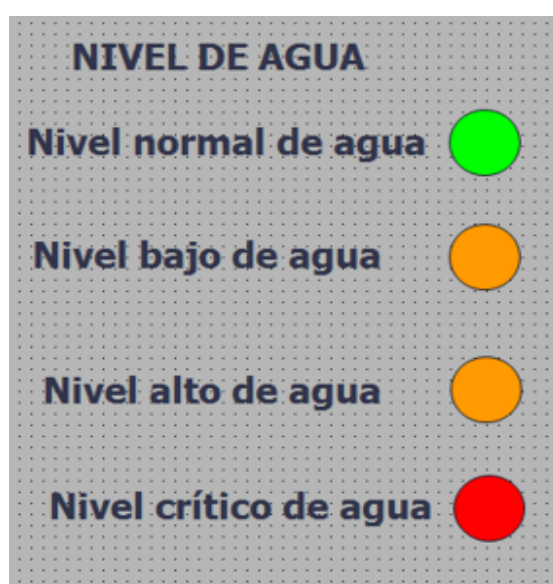 NIVEL DE AGUA
Nivel normal de agua
Nivel bajo de agua
Nivel alto de agua
Nivel crítico de agua